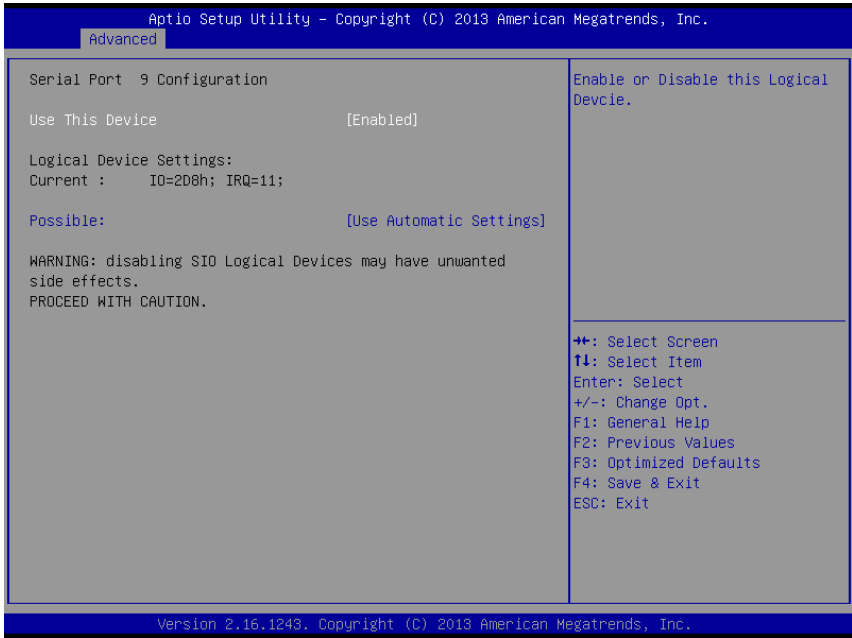 Aptio Setup Utility – Copyright (C) 2013 American Megatrends, Inc.
Advanced
Serial Port 9 Configuration
Use This Device [Enabled]
Logical Device Settings:
Current : IO=2D8h; IRQ=11;
Possible: [Use Automatic Settings]
WARNING: disabling SIO Logical Devices may have unwanted
side effects.
PROCEED WITH CAUTION.
Enable or Disable this Logical
Devcie.
→←: Select Screen
↑↓: Select Item
Enter: Select
+/-: Change Opt.
F1: General Help
F2: Previous Values
F3: Optimized Defaults
F4: Save & Exit
ESC: Exit
Version 2.16.1243. Copyright (C) 2013 American Megatrends, Inc.